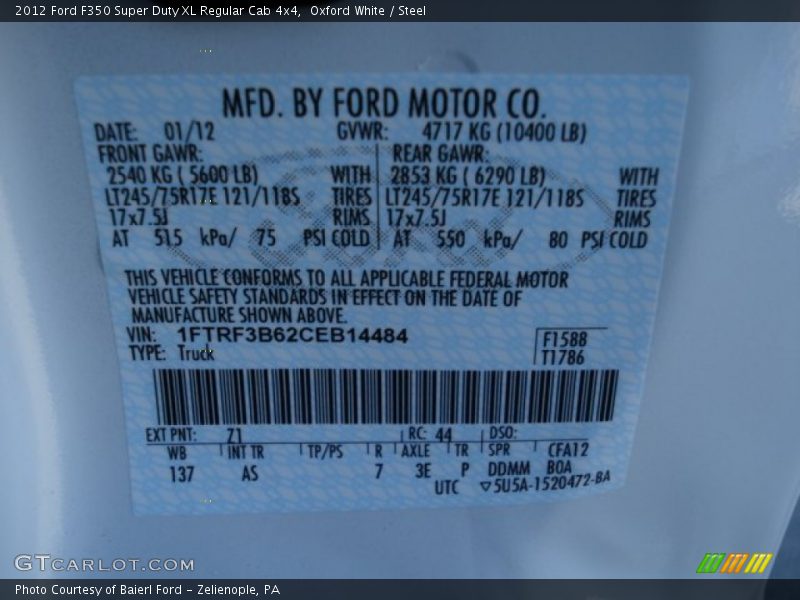 2012 Ford F350 Super Duty XL Regular Cab 4x4, Oxford White / Steel
MFD. BY FORD MOTOR CO.
DATE: 01/12 GVWR: 4717 KG (10400 LB)
FRONT GAWR: REAR GAWR:
2540 KG ( 5600 LB) WITH 2853 KG ( 6290 LB) WITH
LT245/75R17E 121/118S TIRES LT245/75R17E 121/118S TIRES
17x7.5J RIMS 17x7.5J RIMS
AT 515 kPa/ 75 PSI COLD AT 550 kPa/ 80 PSI COLD
THIS VEHICLE CONFORMS TO ALL APPLICABLE FEDERAL MOTOR
VEHICLE SAFETY STANDARDS IN EFFECT ON THE DATE OF
MANUFACTURE SHOWN ABOVE.
VIN: 1FTRF3B62CEB14484
TYPE: Truck
F1588
T1786
EXT PNT: Z1 RC: 44 DSO:
WB INT TR TP/PS R AXLE TR SPR CFA12
137 AS 7 3E P DDMM BOA
UTC ▽5U5A-1520472-BA
GTCARLOT.COM
Photo Courtesy of Baierl Ford - Zelienople, PA